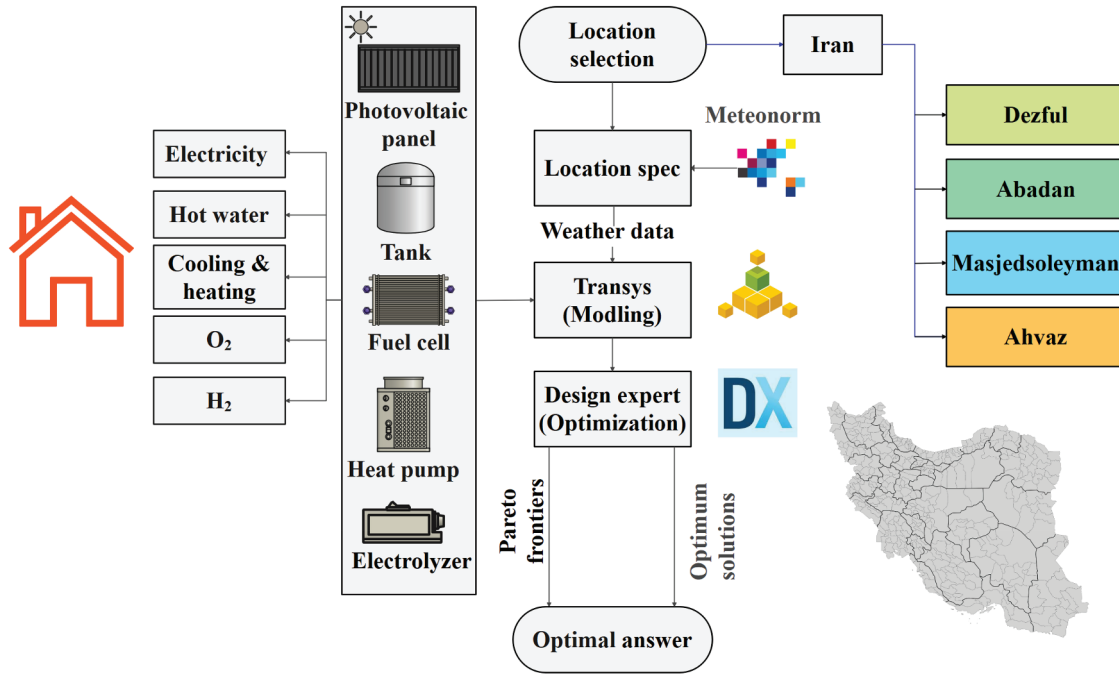 Location
selection
Iran
Dezful
Abadan
Masjedsoleyman
Ahvaz
Meteonorm
Location spec
Weather data
Transys
(Modling)
Design expert
(Optimization)
DX
Pareto
frontiers
Optimum
solutions
Optimal answer
Photovoltaic
panel
Tank
Fuel cell
Heat pump
Electrolyzer
Electricity
Hot water
Cooling &
heating
O₂
H₂